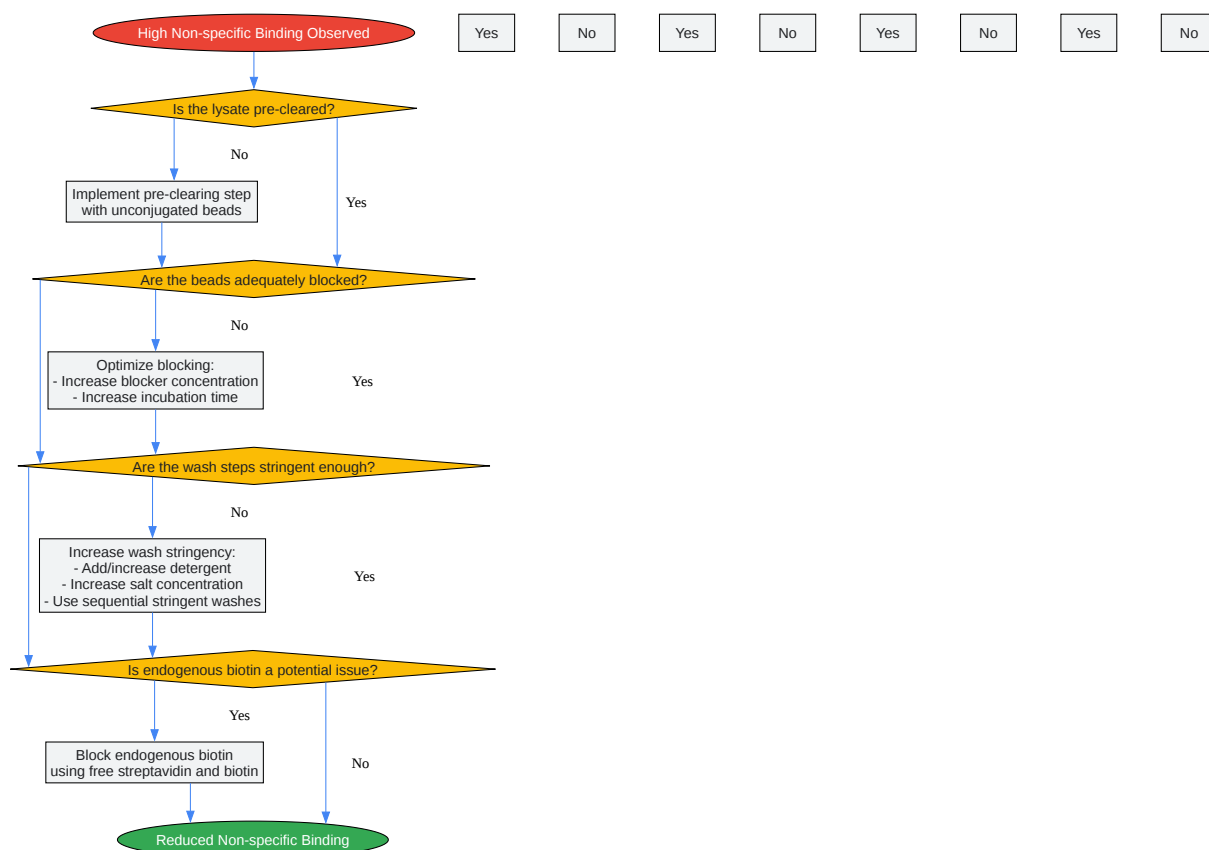 High Non-specific Binding Observed
Yes
No
Yes
No
Yes
No
Yes
No
Is the lysate pre-cleared?
No
Implement pre-clearing step
with unconjugated beads
Yes
Are the beads adequately blocked?
No
Optimize blocking:
- Increase blocker concentration
- Increase incubation time
Yes
Are the wash steps stringent enough?
No
Increase wash stringency:
- Add/increase detergent
- Increase salt concentration
- Use sequential stringent washes
Yes
Is endogenous biotin a potential issue?
Yes
Block endogenous biotin
using free streptavidin and biotin
No
Reduced Non-specific Binding